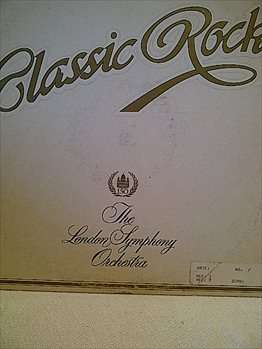 Classic Rock
The
London Symphony
Orchestra